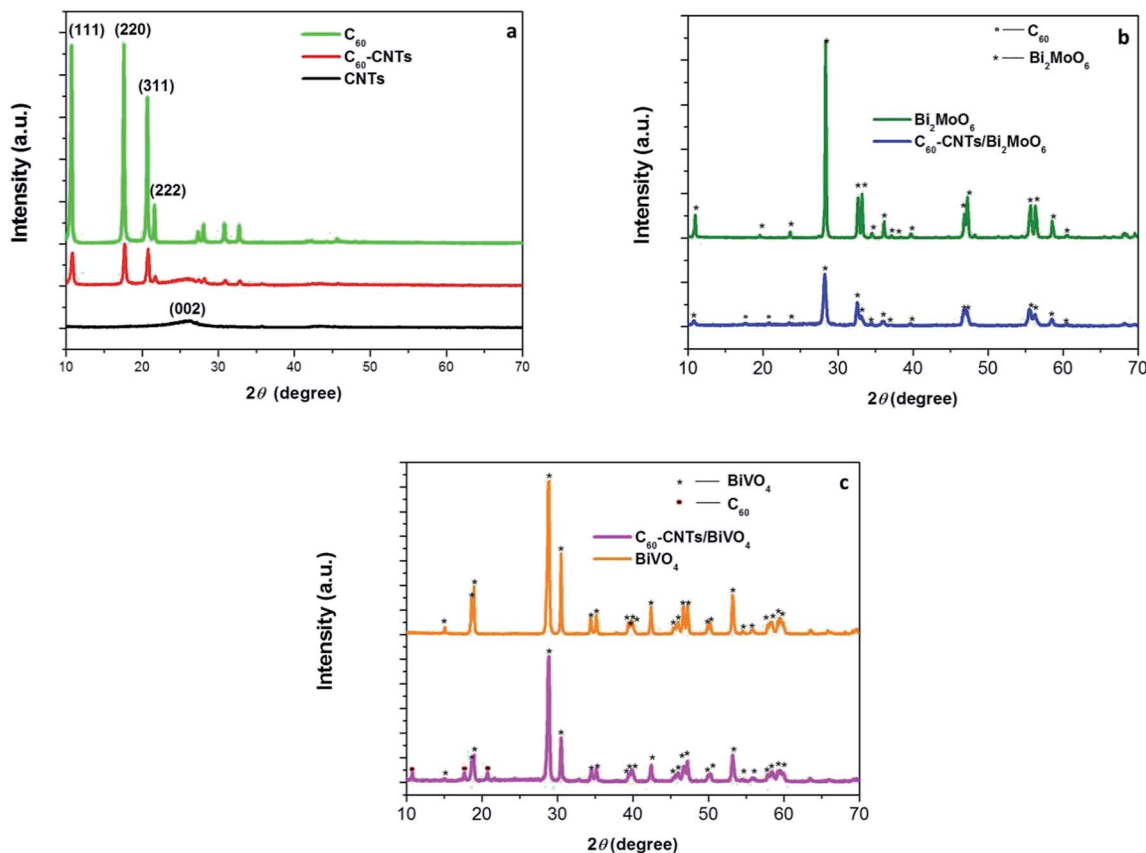 (111) (220) a
C₆₀
C₆₀-CNTs
CNTs
(311)
(222)
(002)
Intensity (a.u.)
10 20 30 40 50 60 70
2θ (degree)
b
° — C₆₀
* — Bi₂MoO₆
Bi₂MoO₆
C₆₀-CNTs/Bi₂MoO₆
Intensity (a.u.)
10 20 30 40 50 60 70
2θ (degree)
c
* — BiVO₄
• — C₆₀
C₆₀-CNTs/BiVO₄
BiVO₄
Intensity (a.u.)
10 20 30 40 50 60 70
2θ (degree)